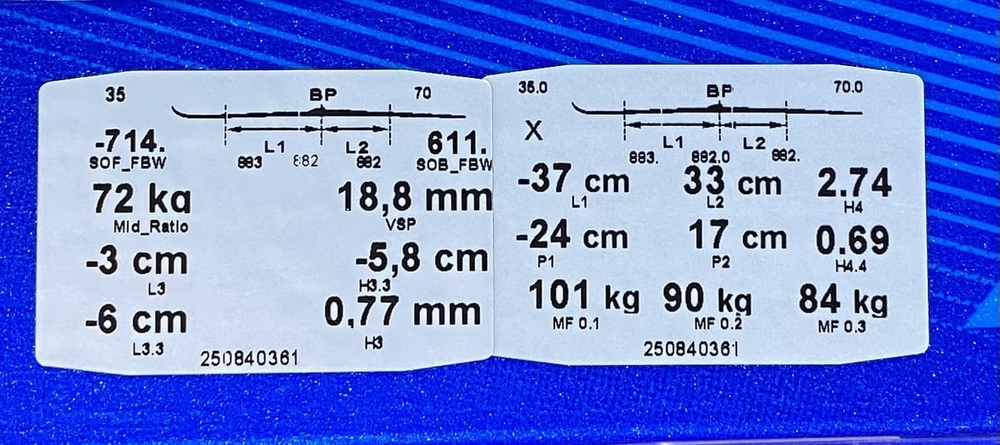 35 BP 70
L1 L2
883 882 882
-714. 611.
SOF_FBW SOB_FBW
72 kg 18,8 mm
Mid_Ratio VSP
-3 cm -5,8 cm
L3 H3.3
-6 cm 0,77 mm
L3.3 H3
250840361
35.0 BP 70.0
X
L1 L2
883. 882.0 882.
-37 cm 33 cm 2.74
L1 L2 H4
-24 cm 17 cm 0.69
P1 P2 H4.4
101 kg 90 kg 84 kg
MF 0.1 MF 0.2 MF 0.3
250840361